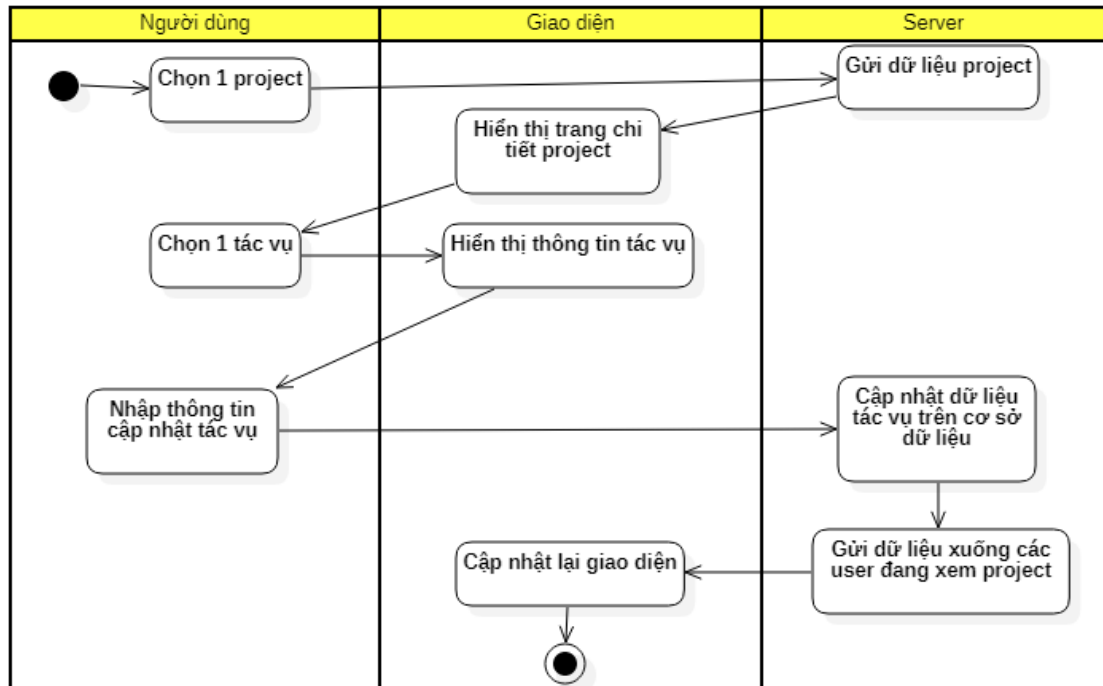 Người dùng
Giao diện
Server
Chọn 1 project
Gửi dữ liệu project
Hiển thị trang chi
tiết project
Chọn 1 tác vụ
Hiển thị thông tin tác vụ
Nhập thông tin
cập nhật tác vụ
Cập nhật dữ liệu
tác vụ trên cơ sở
dữ liệu
Gửi dữ liệu xuống các
user đang xem project
Cập nhật lại giao diện